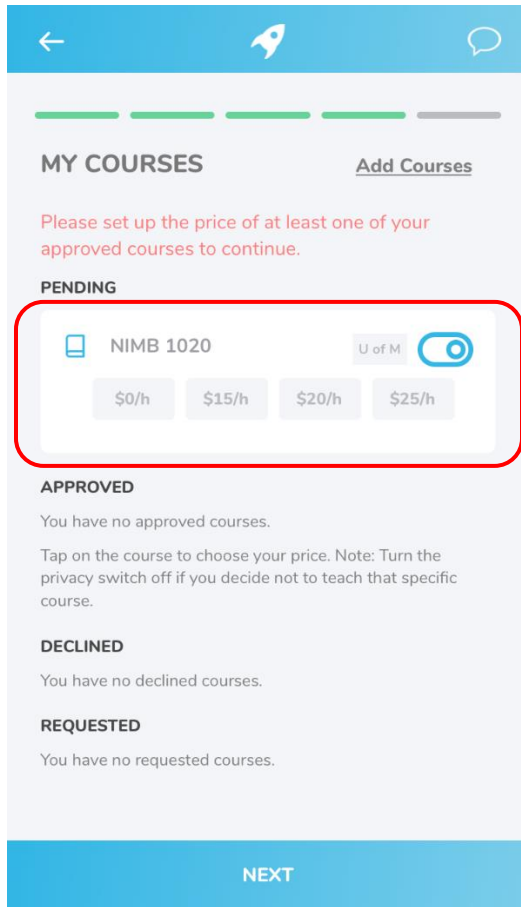 MY COURSES
Add Courses
Please set up the price of at least one of your
approved courses to continue.
PENDING
NIMB 1020
U of M
$0/h $15/h $20/h $25/h
APPROVED
You have no approved courses.
Tap on the course to choose your price. Note: Turn the
privacy switch off if you decide not to teach that specific
course.
DECLINED
You have no declined courses.
REQUESTED
You have no requested courses.
NEXT